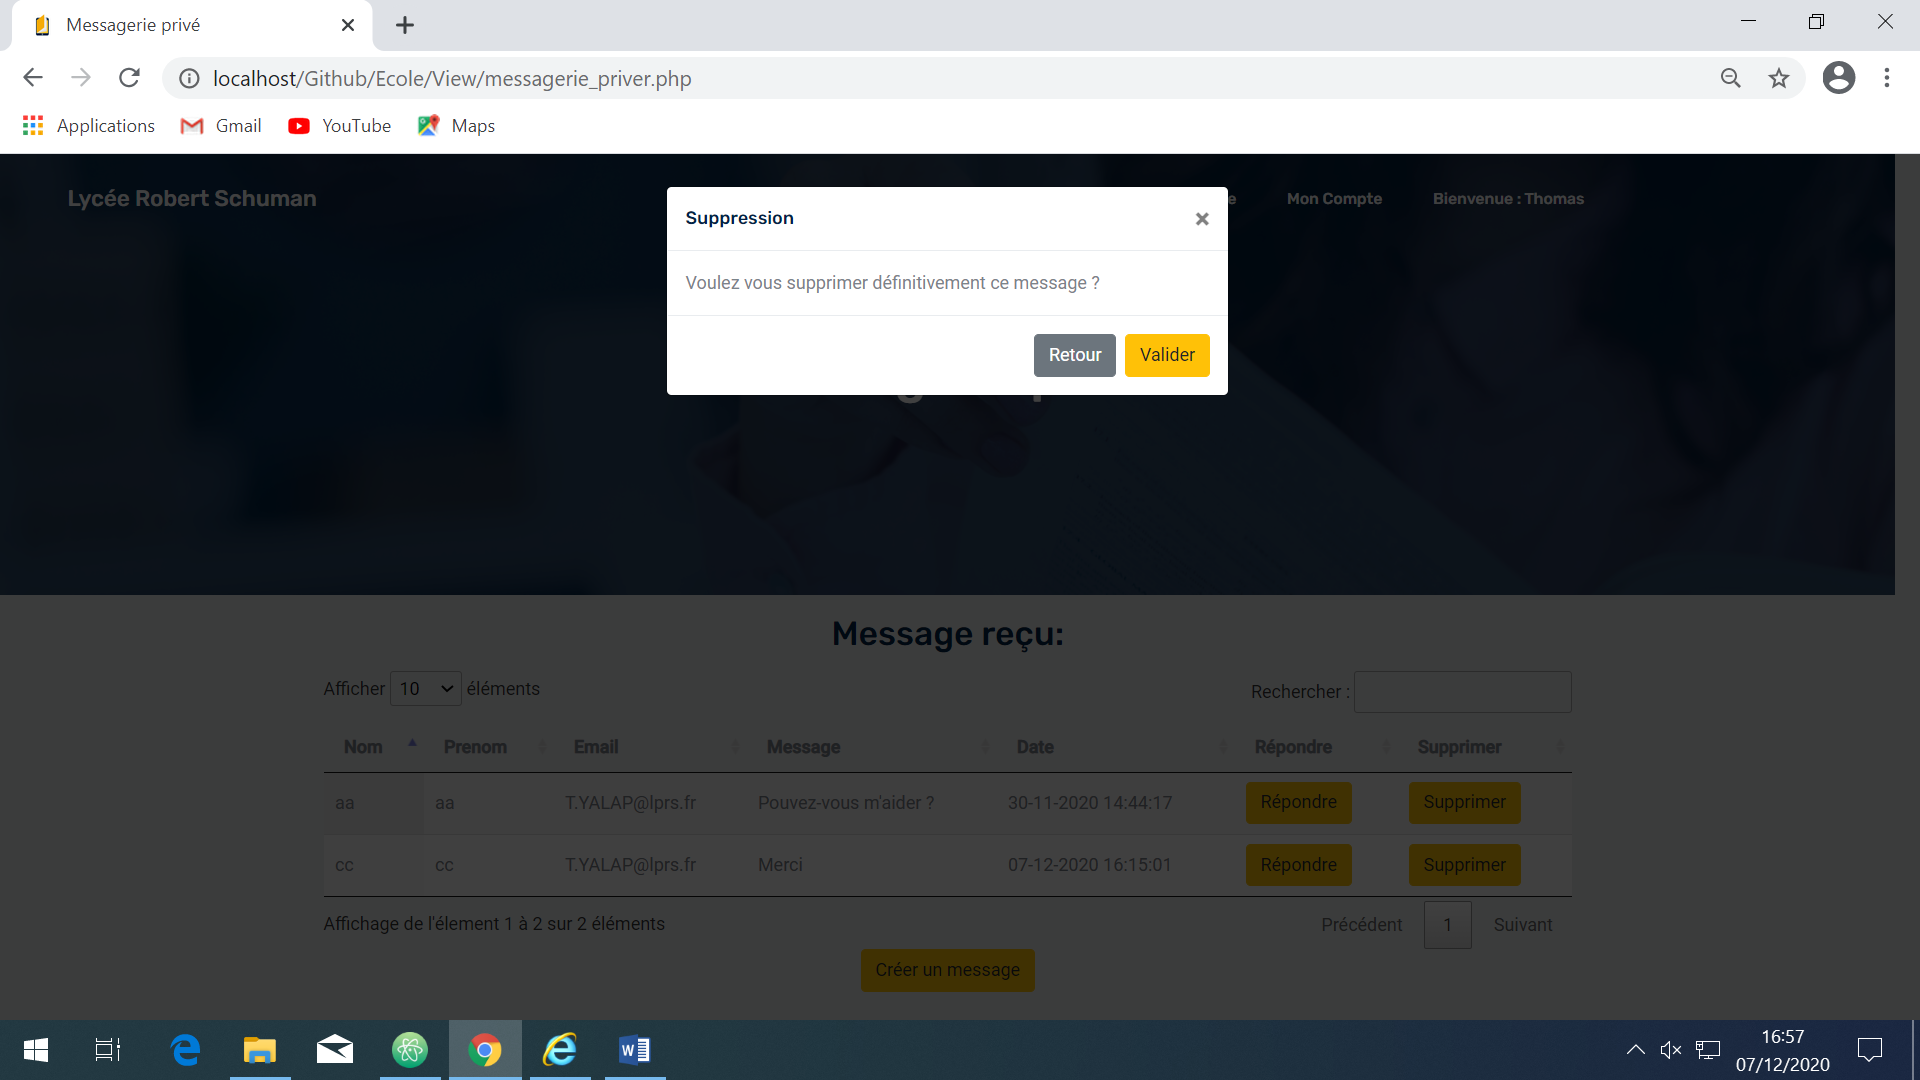 Messagerie privé
localhost/Github/Ecole/View/messagerie_priver.php
Applications Gmail YouTube Maps
Lycée Robert Schuman
Mon Compte Bienvenue : Thomas
Suppression ×
Voulez vous supprimer définitivement ce message ?
Retour Valider
Message reçu:
Afficher 10 éléments Rechercher :
Nom Prenom Email Message Date Répondre Supprimer
aa aa T.YALAP@lprs.fr Pouvez-vous m'aider ? 30-11-2020 14:44:17 Répondre Supprimer
cc cc T.YALAP@lprs.fr Merci 07-12-2020 16:15:01 Répondre Supprimer
Affichage de l'élement 1 à 2 sur 2 éléments Précédent 1 Suivant
Créer un message
16:57
07/12/2020